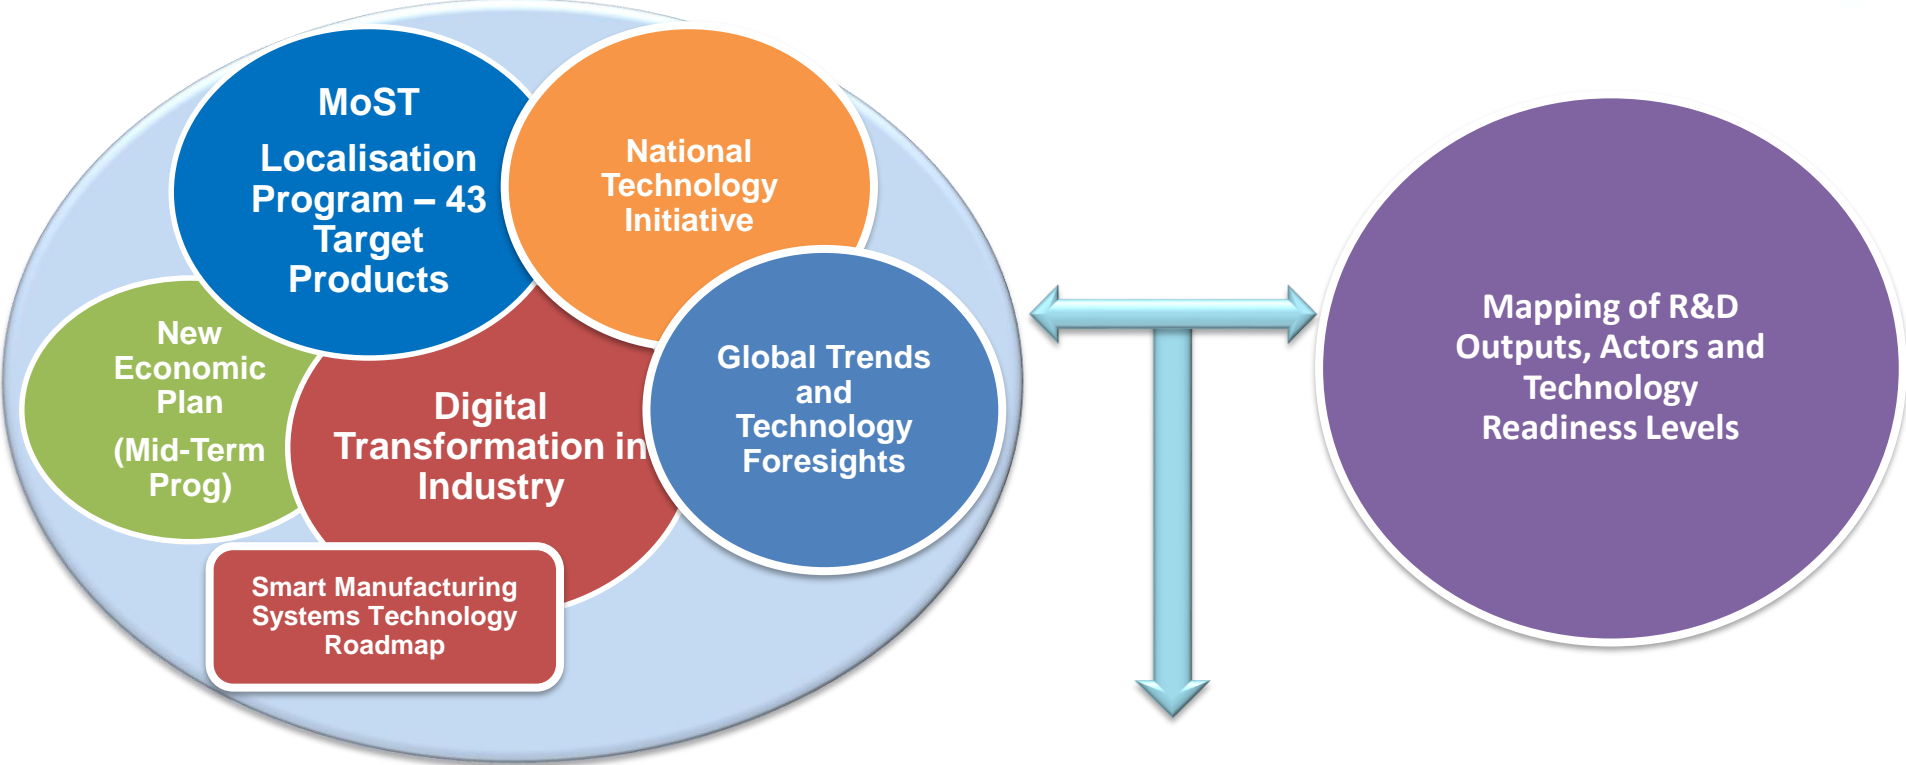 MoST
Localisation
Program – 43
Target
Products
National
Technology
Initiative
New
Economic
Plan
(Mid-Term
Prog)
Digital
Transformation in
Industry
Global Trends
and
Technology
Foresights
Smart Manufacturing
Systems Technology
Roadmap
Mapping of R&D
Outputs, Actors and
Technology
Readiness Levels